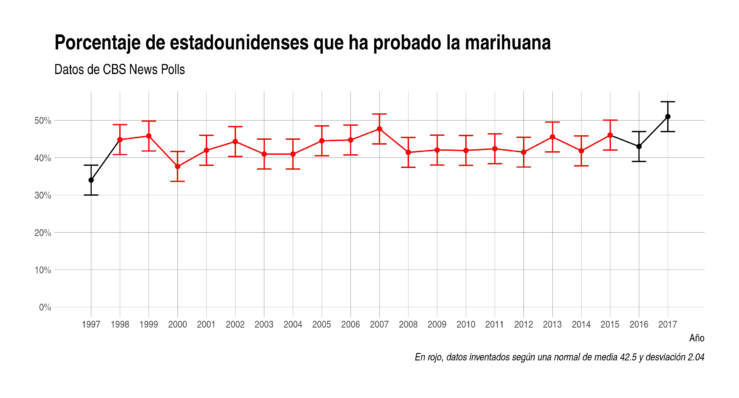 Porcentaje de estadounidenses que ha probado la marihuana
Datos de CBS News Polls
50%
40%
30%
20%
10%
0%
1997 1998 1999 2000 2001 2002 2003 2004 2005 2006 2007 2008 2009 2010 2011 2012 2013 2014 2015 2016 2017
Año
En rojo, datos inventados según una normal de media 42.5 y desviación 2.04